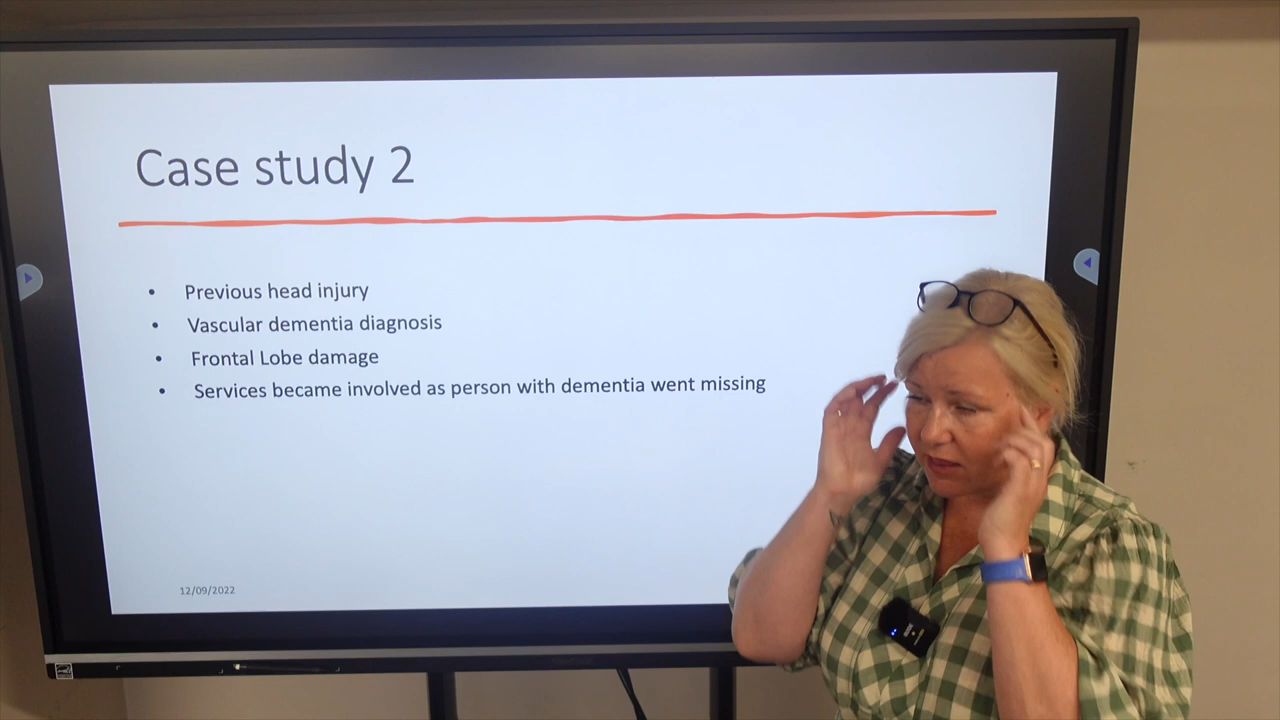 Case study 2
• Previous head injury
• Vascular dementia diagnosis
• Frontal Lobe damage
• Services became involved as person with dementia went missing
12/09/2022